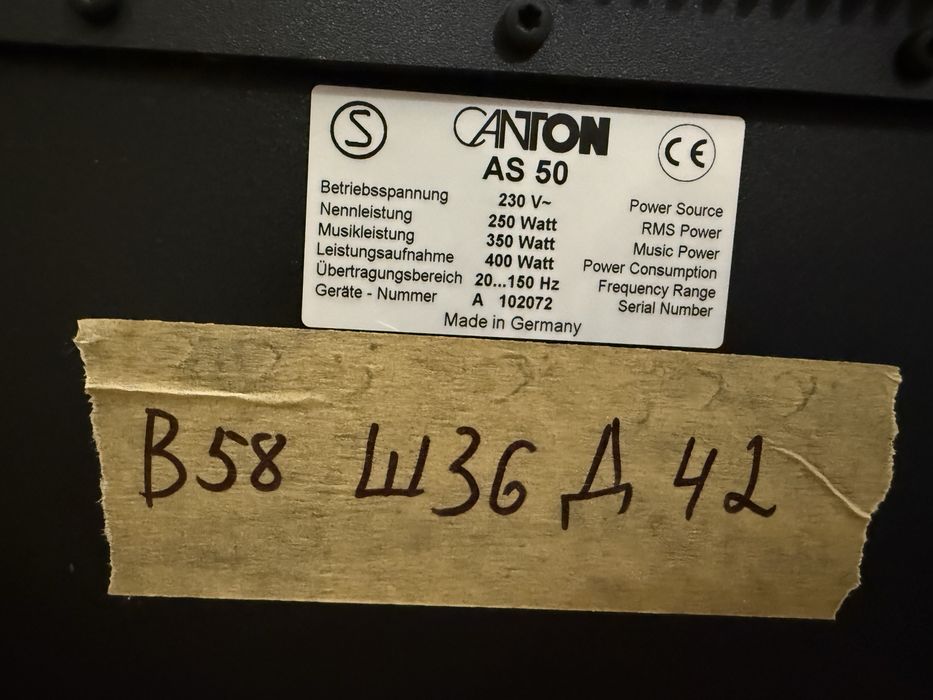 S CANTON CE
AS 50
Betriebsspannung 230 V~ Power Source
Nennleistung 250 Watt RMS Power
Musikleistung 350 Watt Music Power
Leistungsaufnahme 400 Watt Power Consumption
Übertragungsbereich 20...150 Hz Frequency Range
Geräte - Nummer A 102072 Serial Number
Made in Germany
В58 Ш36 Д 42